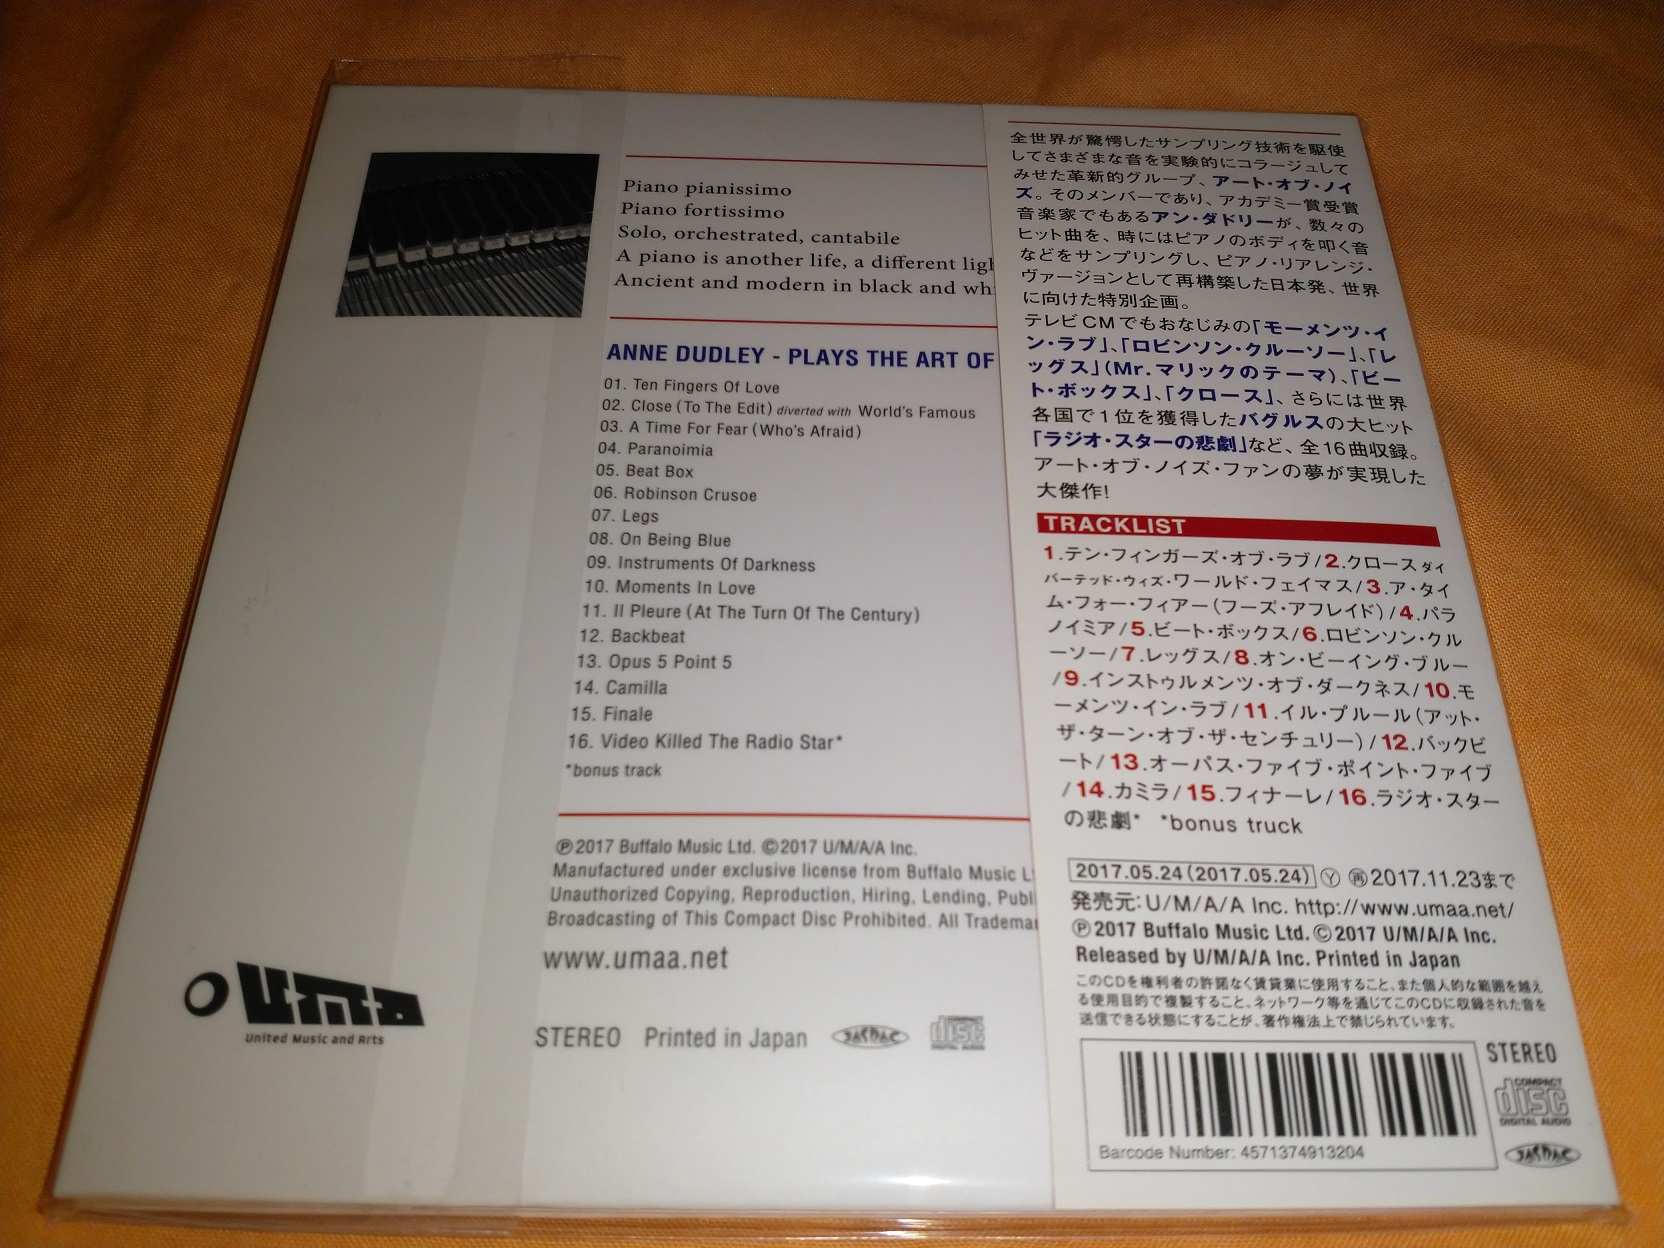 Piano pianissimo
Piano fortissimo
Solo, orchestrated, cantabile
A piano is another life, a different
Ancient and modern in black and
ANNE DUDLEY - PLAYS THE ART OF
01. Ten Fingers Of Love
02. Close (To The Edit) diverted with World's Famous
03. A Time For Fear (Who's Afraid)
04. Paranoimia
05. Beat Box
06. Robinson Crusoe
07. Legs
08. On Being Blue
09. Instruments Of Darkness
10. Moments In Love
11. Il Pleure (At The Turn Of The Century)
12. Backbeat
13. Opus 5 Point 5
14. Camilla
15. Finale
16. Video Killed The Radio Star*
*bonus track
Ⓟ2017 Buffalo Music Ltd. ©2017 U/M/A/A Inc.
Manufactured under exclusive license from Buffalo Music
Unauthorized Copying, Reproduction, Hiring, Lending,
Broadcasting of This Compact Disc Prohibited. All
www.umaa.net
UMAA
United Music and Arts
STEREO Printed in Japan JASRAC COMPACT disc DIGITAL AUDIO
全世界が驚愕したサンプリング技術を駆使
してさまざまな音を実験的にコラージュして
みせた革新的グループ、アート・オブ・ノイ
ズ。そのメンバーであり、アカデミー賞受賞
音楽家でもあるアン・ダドリーが、数々の
ヒット曲を、時にはピアノのボディを叩く音
などをサンプリングし、ピアノ・リアレンジ・
ヴァージョンとして再構築した日本発、世界
に向けた特別企画。
テレビCMでもおなじみの「モーメンツ・イ
ン・ラブ」、「ロビンソン・クルーソー」、「レ
ッグス」(Mr.マリックのテーマ)、「ビー
ト・ボックス」、「クロース」、さらには世界
各国で1位を獲得したバグルスの大ヒット
「ラジオ・スターの悲劇」など、全16曲収録。
アート・オブ・ノイズ・ファンの夢が実現した
大傑作!
TRACKLIST
1.テン・フィンガーズ・オブ・ラブ/2.クロース ダイ
バーテッド・ウィズ・ワールド・フェイマス/3.ア・タイ
ム・フォー・フィアー(フーズ・アフレイド)/4.パラ
ノイミア/5.ビート・ボックス/6.ロビンソン・クル
ーソー/7.レッグス/8.オン・ビーイング・ブルー
/9.インストゥルメンツ・オブ・ダークネス/10.モ
ーメンツ・イン・ラブ/11.イル・プルール(アット・
ザ・ターン・オブ・ザ・センチュリー)/12.バックビ
ート/13.オーパス・ファイブ・ポイント・ファイブ
/14.カミラ/15.フィナーレ/16.ラジオ・スター
の悲劇* *bonus truck
2017.05.24(2017.05.24) Ⓨ 再 2017.11.23まで
発売元:U/M/A/A Inc. http://www.umaa.net/
Ⓟ2017 Buffalo Music Ltd.©2017 U/M/A/A Inc.
Released by U/M/A/A Inc. Printed in Japan
このCDを権利者の許諾なく賃貸業に使用すること、また個人的な範囲を越え
る使用目的で複製すること、ネットワーク等を通じてこのCDに収録された音を
送信できる状態にすることが、著作権法上で禁じられています。
Barcode Number: 4571374913204
STEREO
COMPACT disc DIGITAL AUDIO
JASRAC